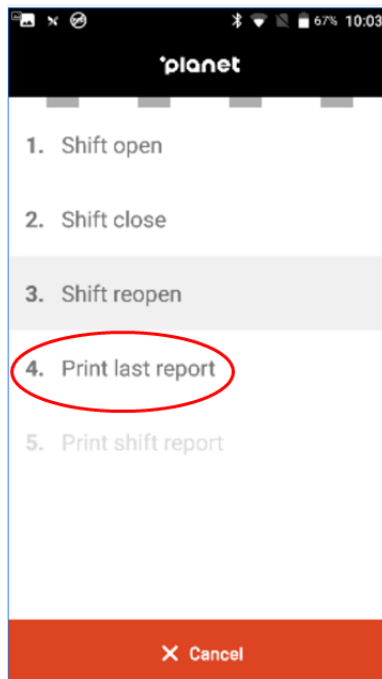 67% 10:03
planet
1. Shift open
2. Shift close
3. Shift reopen
4. Print last report
5. Print shift report
X Cancel